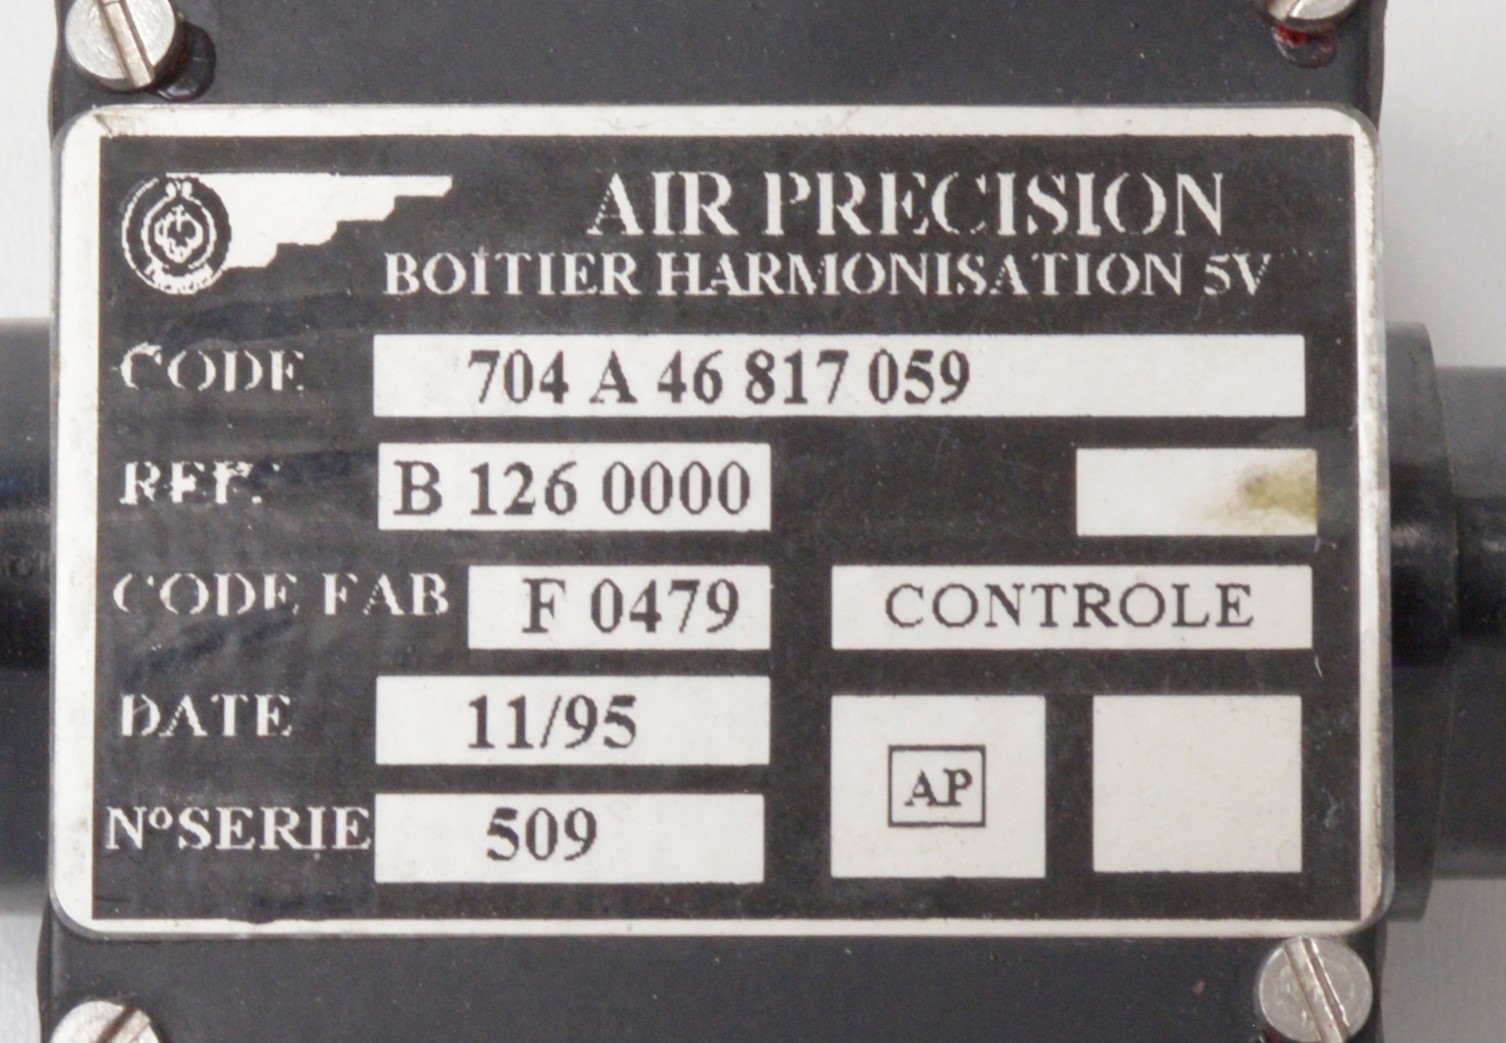 AIR PRECISION
BOITIER HARMONISATION 5V
CODE 704 A 46 817 059
REF. B 126 0000
CODE FAB F 0479 CONTROLE
DATE 11/95
AP
N° SERIE 509